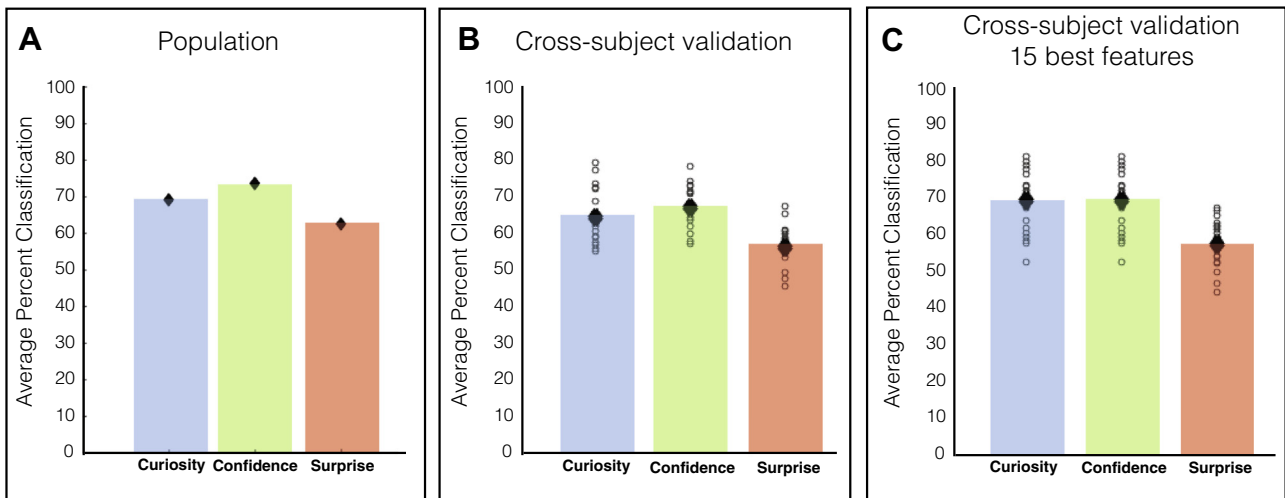 A
Population
Average Percent Classification
100
90
80
70
60
50
40
30
20
10
0
Curiosity Confidence Surprise
B
Cross-subject validation
Average Percent Classification
100
90
80
70
60
50
40
30
20
10
0
Curiosity Confidence Surprise
C
Cross-subject validation
15 best features
Average Percent Classification
100
90
80
70
60
50
40
30
20
10
0
Curiosity Confidence Surprise